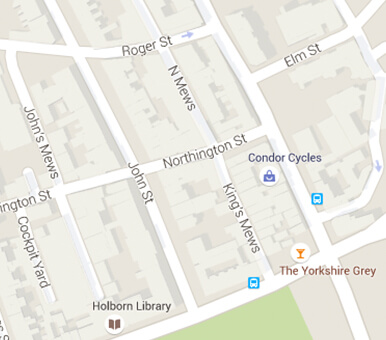 Roger St
Elm St
N Mews
John's Mews
Northington St
Condor Cycles
John St
King's Mews
ington St
Cockpit Yard
The Yorkshire Grey
Holborn Library